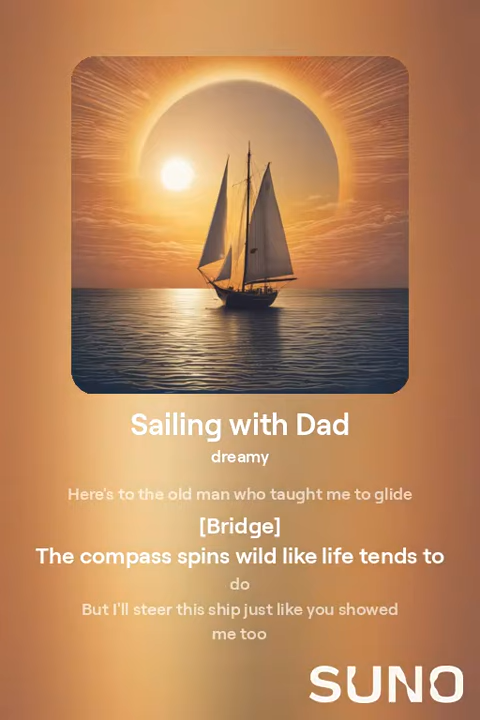 Sailing with Dad
dreamy
Here's to the old man who taught me to glide
[Bridge]
The compass spins wild like life tends to
do
But I'll steer this ship just like you showed
me too
SUNO